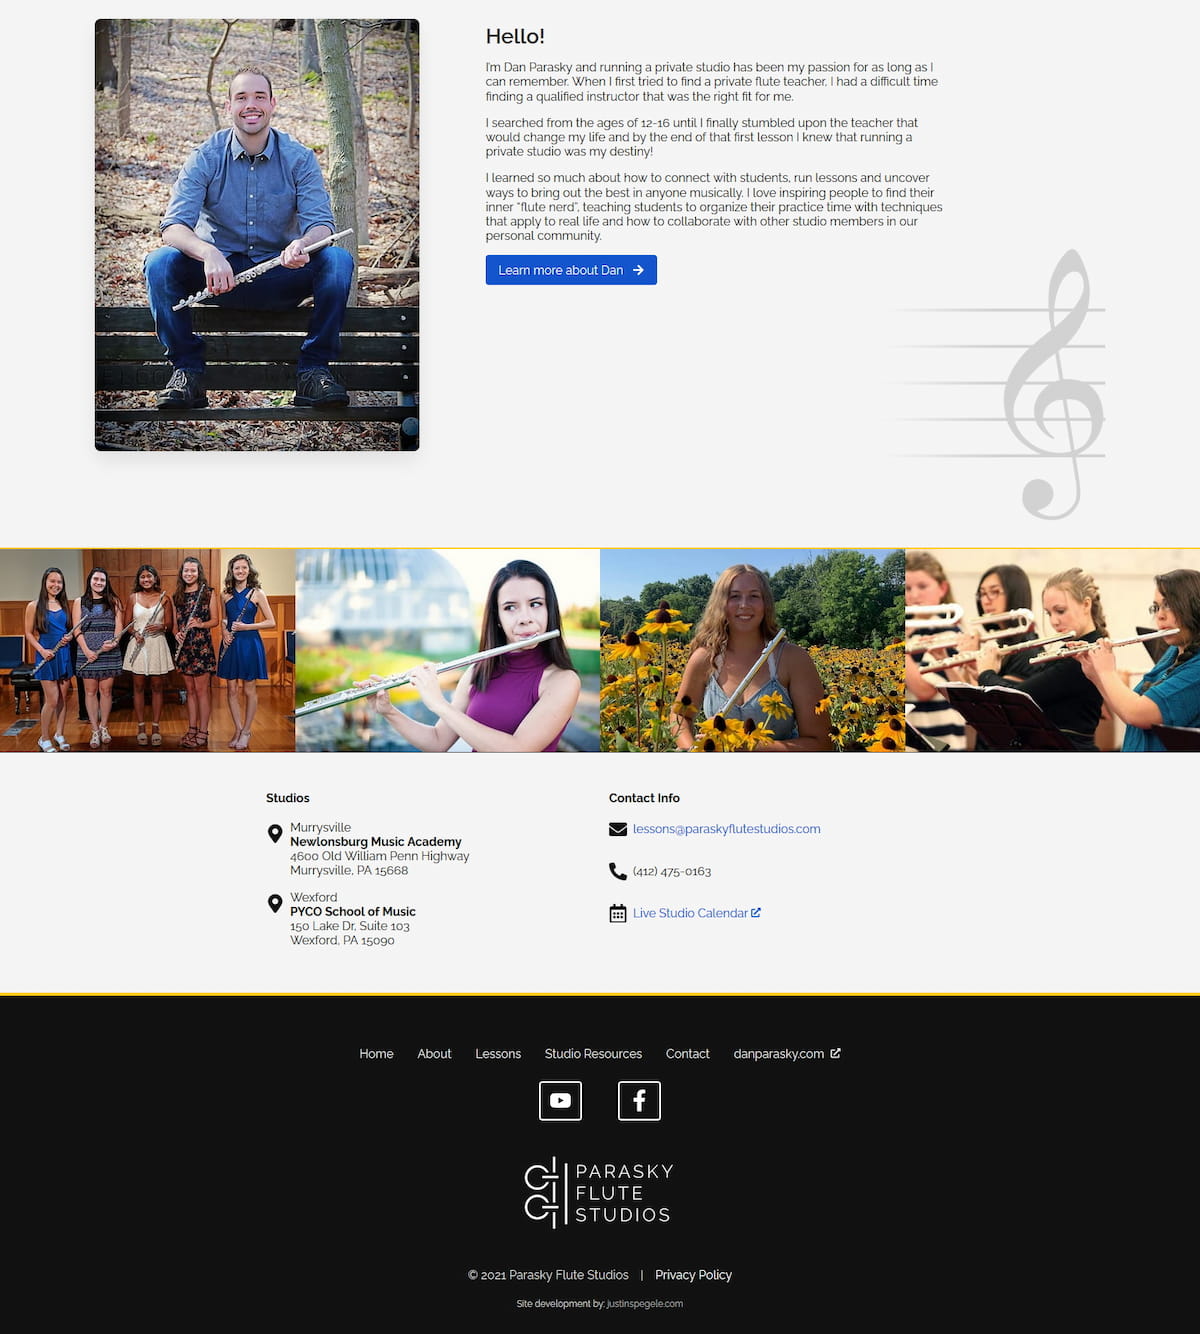 Hello!
I'm Dan Parasky and running a private studio has been my passion for as long as I
can remember. When I first tried to find a private flute teacher, I had a difficult time
finding a qualified instructor that was the right fit for me.
I searched from the ages of 12-16 until I finally stumbled upon the teacher that
would change my life and by the end of that first lesson I knew that running a
private studio was my destiny!
I learned so much about how to connect with students, run lessons and uncover
ways to bring out the best in anyone musically. I love inspiring people to find their
inner "flute nerd", teaching students to organize their practice time with techniques
that apply to real life and how to collaborate with other studio members in our
personal community.
Learn more about Dan
Studios
Murrysville
Newlonsburg Music Academy
4600 Old William Penn Highway
Murrysville, PA 15668
Wexford
PYCO School of Music
150 Lake Dr, Suite 103
Wexford, PA 15090
Contact Info
lessons@paraskyflutestudios.com
(412) 475-0163
Live Studio Calendar
Home About Lessons Studio Resources Contact danparasky.com
PARASKY
FLUTE
STUDIOS
© 2021 Parasky Flute Studios | Privacy Policy
Site development by: justinspegele.com